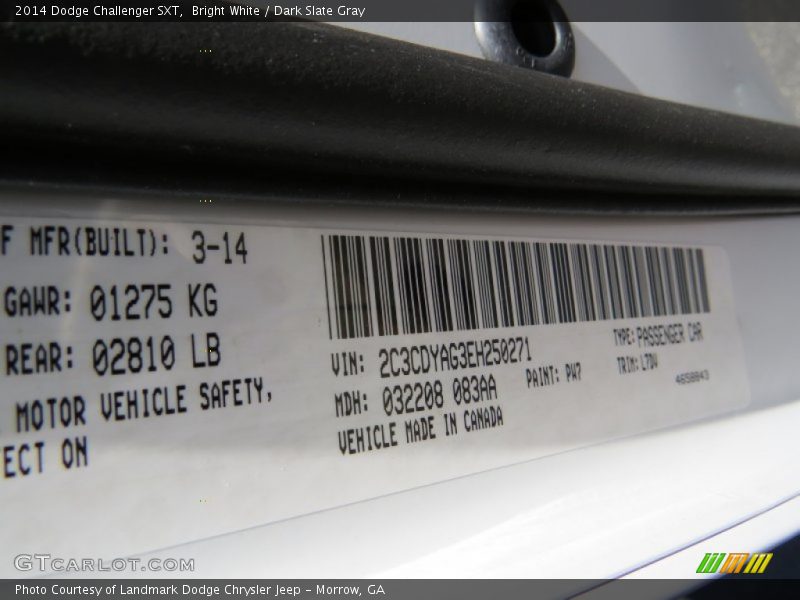 2014 Dodge Challenger SXT,  Bright White / Dark Slate Gray
F MFR(BUILT): 3-14
GAWR: 01275 KG
REAR: 02810 LB
MOTOR VEHICLE SAFETY,
ECT ON
VIN: 2C3CDYAG3EH250271
MDH: 032208 083AA
VEHICLE MADE IN CANADA
PAINT: PW7
TYPE: PASSENGER CAR
TRIM: L7DV
4658843
GTCARLOT.COM
Photo Courtesy of Landmark Dodge Chrysler Jeep - Morrow, GA